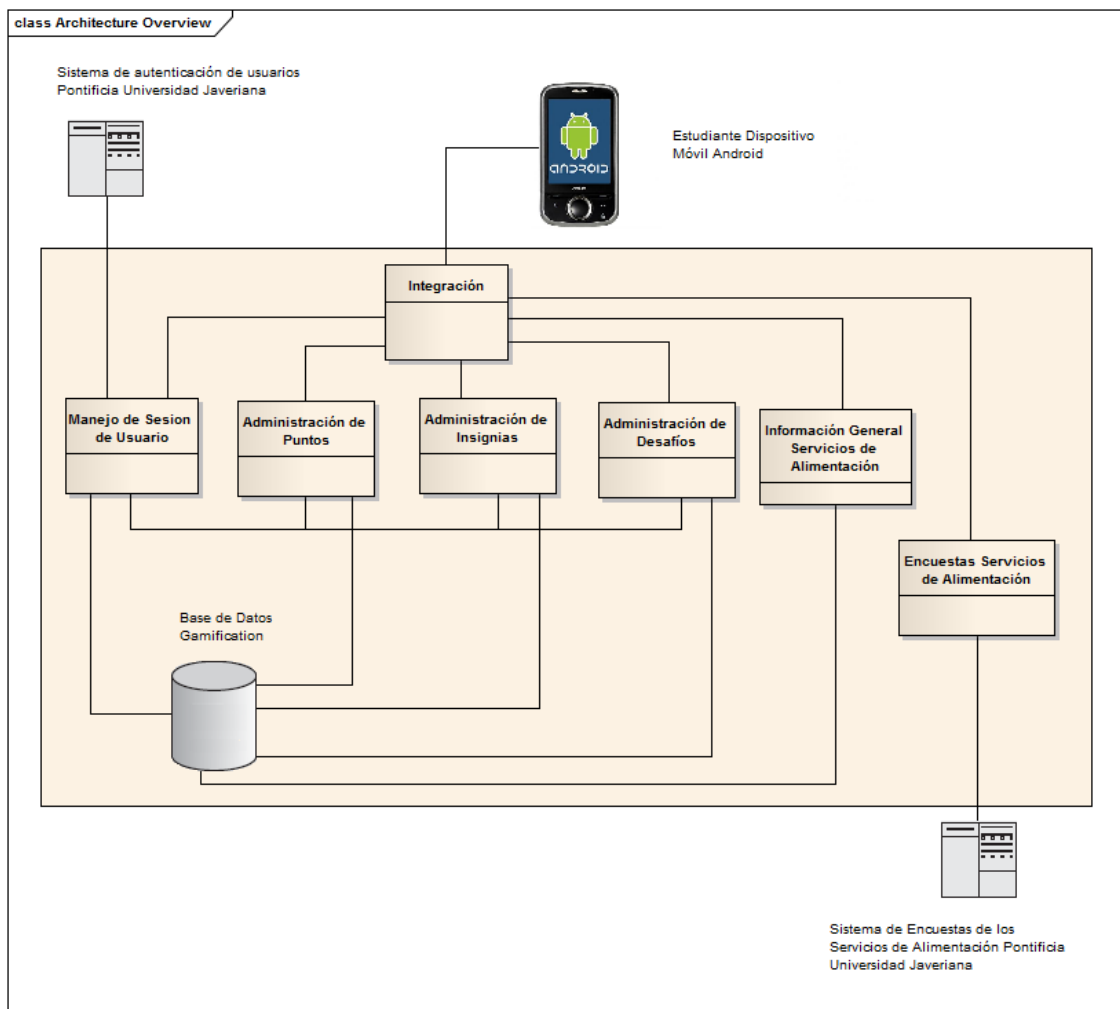 class Architecture Overview
Sistema de autenticación de usuarios
Pontificia Universidad Javeriana
ANDROID
Estudiante Dispositivo
Móvil Android
Integración
Manejo de Sesion
de Usuario
Administración de
Puntos
Administración de
Insignias
Administración de
Desafíos
Información General
Servicios de
Alimentación
Encuestas Servicios
de Alimentación
Base de Datos
Gamification
Sistema de Encuestas de los
Servicios de Alimentación Pontificia
Universidad Javeriana